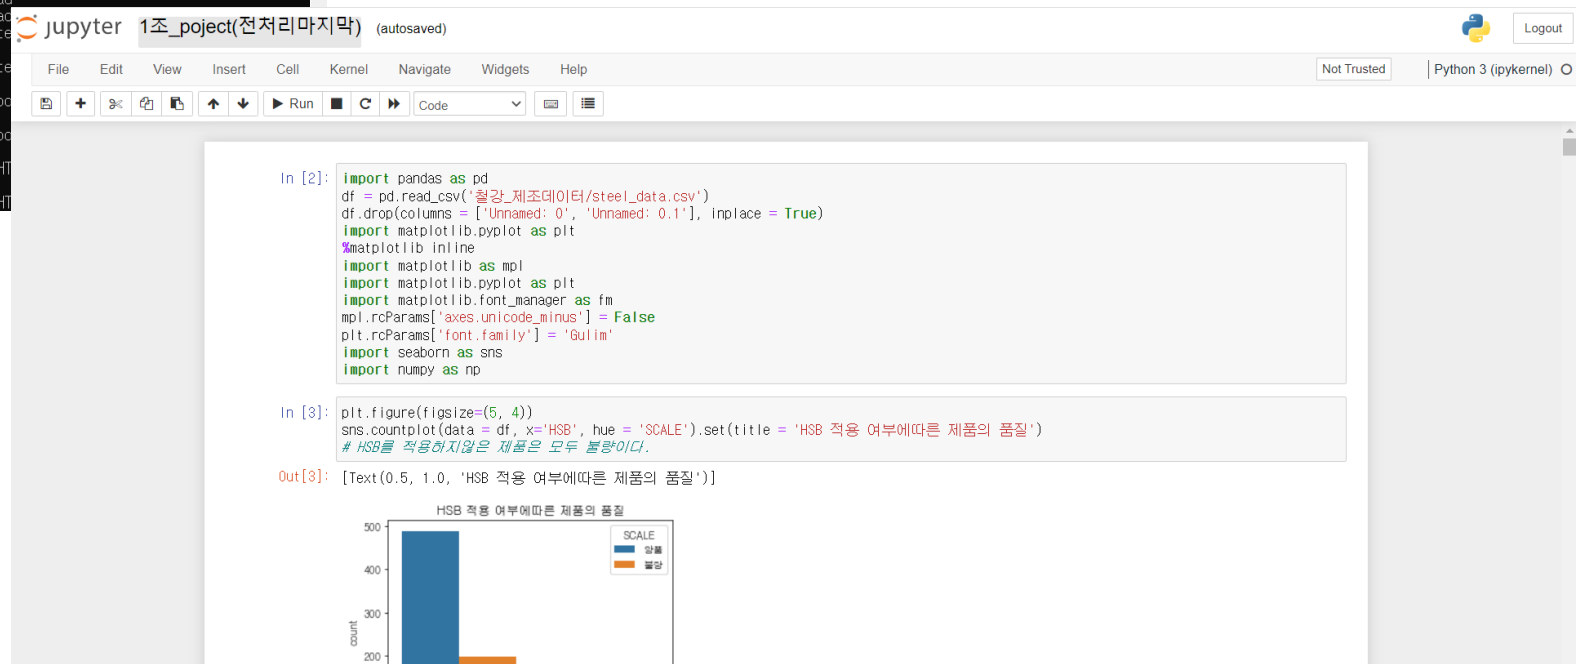 jupyter 1조_poject(전처리마지막) (autosaved) Logout
File Edit View Insert Cell Kernel Navigate Widgets Help Not Trusted Python 3 (ipykernel)
Run Code
In [2]: import pandas as pd
df = pd.read_csv('철강_제조데이터/steel_data.csv')
df.drop(columns = ['Unnamed: 0', 'Unnamed: 0.1'], inplace = True)
import matplotlib.pyplot as plt
%matplotlib inline
import matplotlib as mpl
import matplotlib.pyplot as plt
import matplotlib.font_manager as fm
mpl.rcParams['axes.unicode_minus'] = False
plt.rcParams['font.family'] = 'Gulim'
import seaborn as sns
import numpy as np
In [3]: plt.figure(figsize=(5, 4))
sns.countplot(data = df, x='HSB', hue = 'SCALE').set(title = 'HSB 적용 여부에따른 제품의 품질')
# HSB를 적용하지않은 제품은 모두 불량이다.
Out[3]: [Text(0.5, 1.0, 'HSB 적용 여부에따른 제품의 품질')]
HSB 적용 여부에따른 제품의 품질
500
SCALE
양품
불량
400
300
count
200